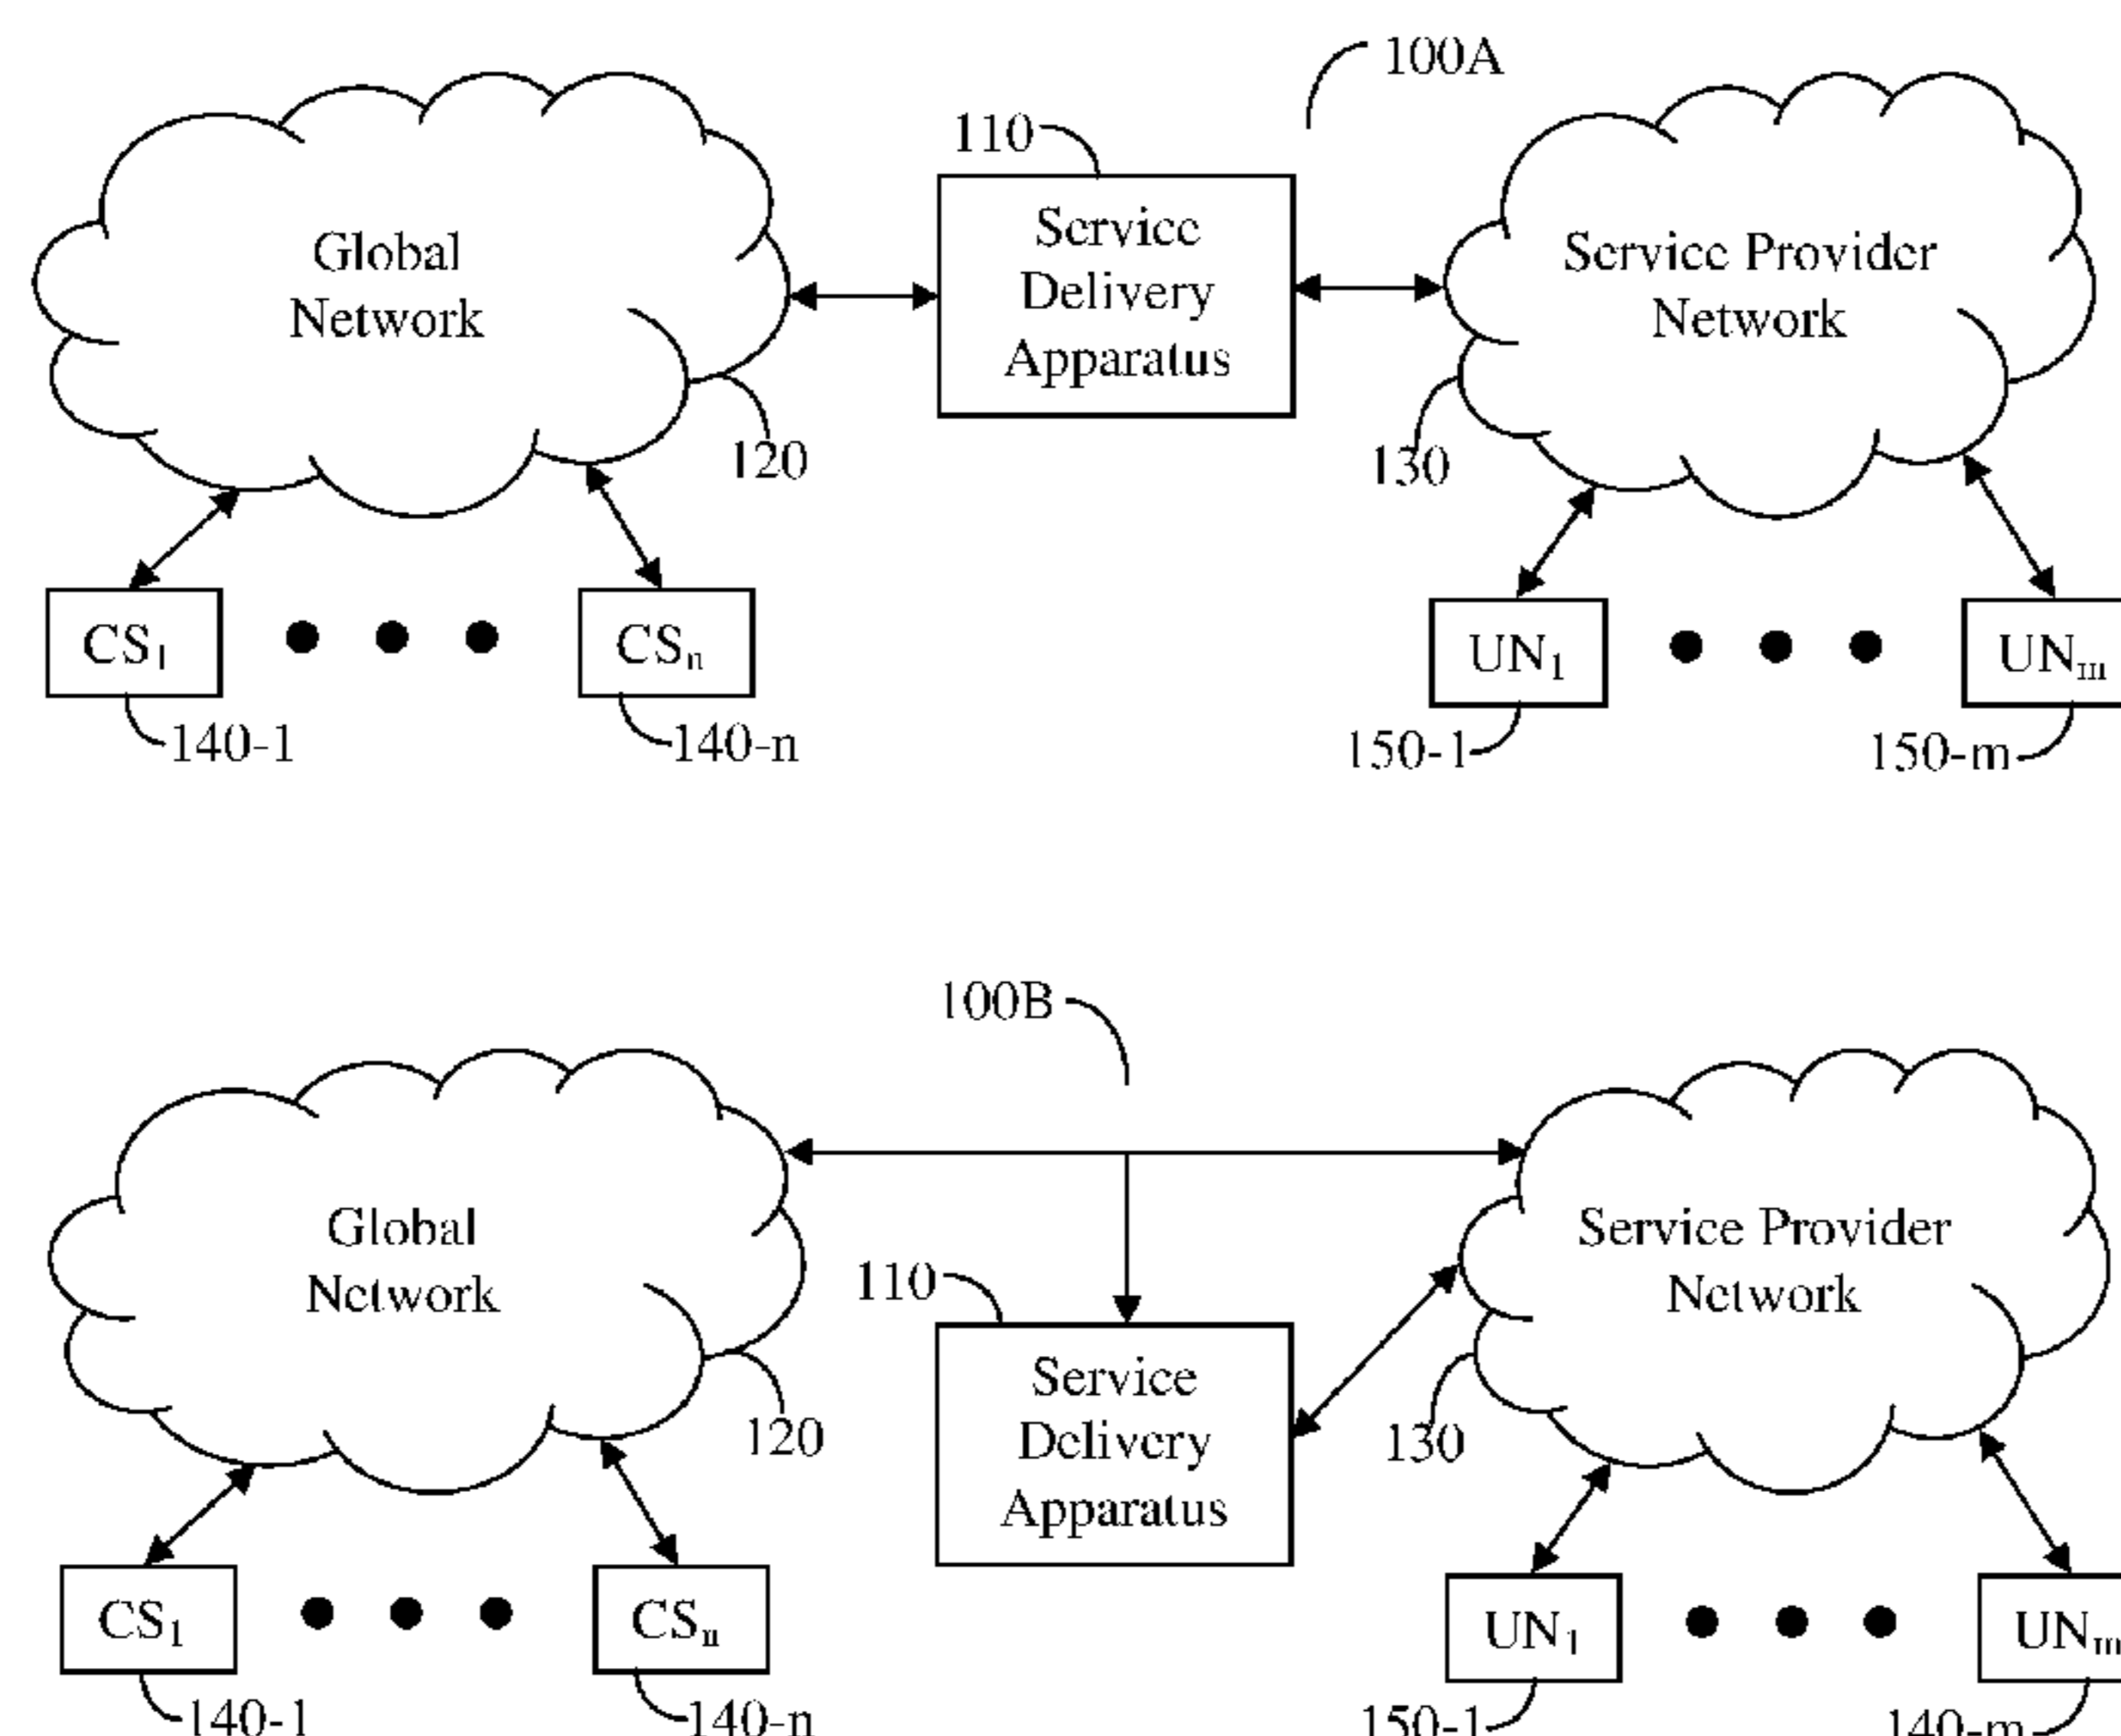 100A
110
Global
Network
Service
Delivery
Apparatus
Service Provider
Network
120
130
CS1
CSn
UN1
UNm
140-1
140-n
150-1
150-m
100B
Global
Network
110
Service
Delivery
Apparatus
Service Provider
Network
120
130
CS1
CSn
UN1
UNm
140-1
140-n
150-1
140-m